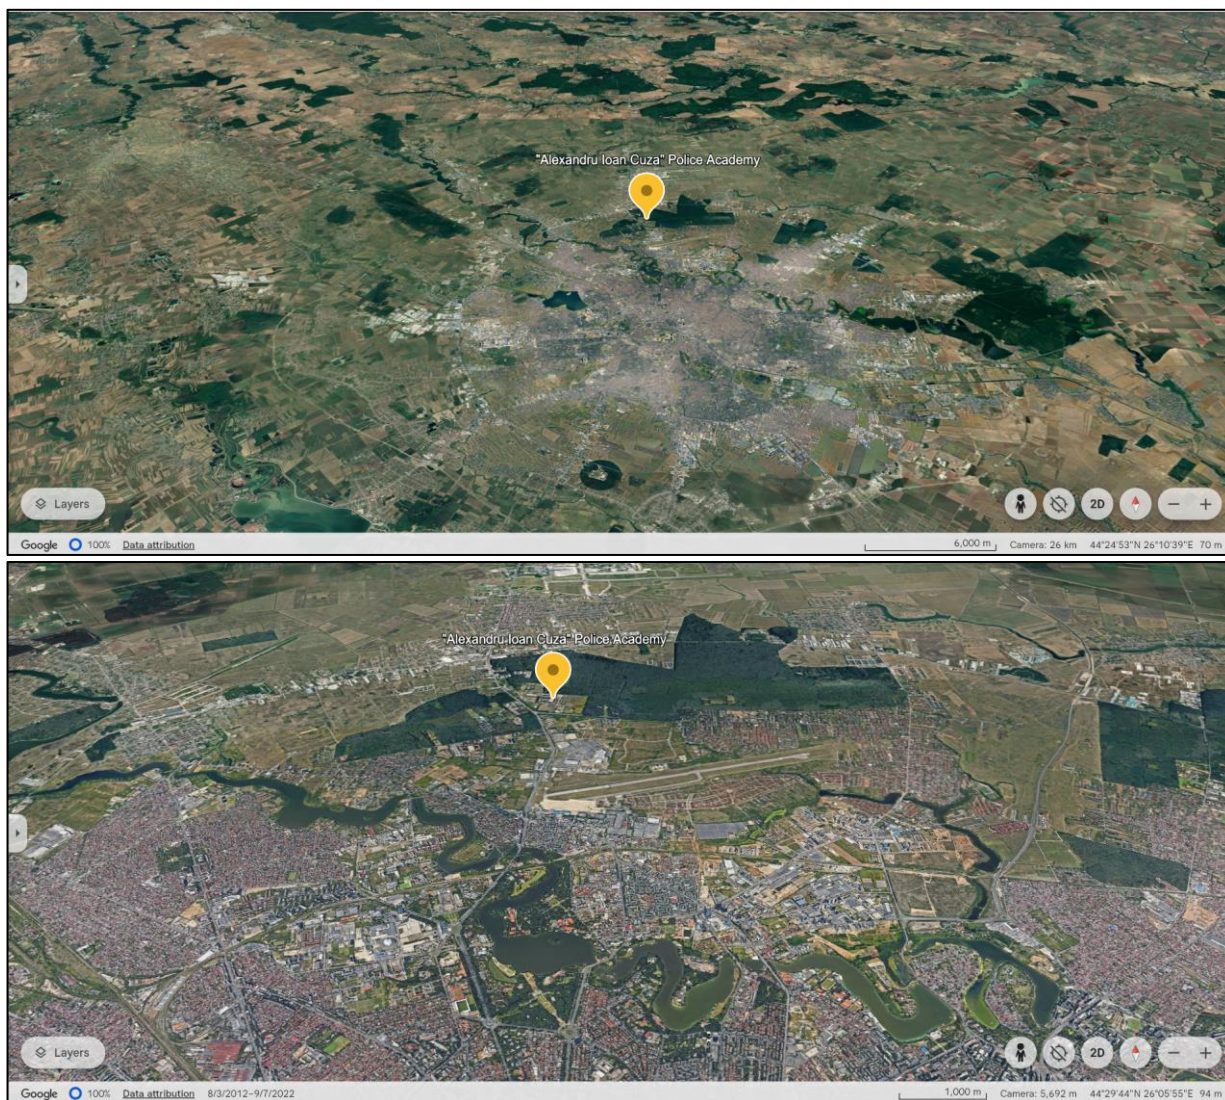 "Alexandru Ioan Cuza" Police Academy
Layers
2D
Google 100% Data attribution 6,000 m Camera: 26 km 44°24'53"N 26°10'39"E 70 m
"Alexandru Ioan Cuza" Police Academy
Layers
2D
Google 100% Data attribution 8/3/2012–9/7/2022 1,000 m Camera: 5,692 m 44°29'44"N 26°05'55"E 94 m